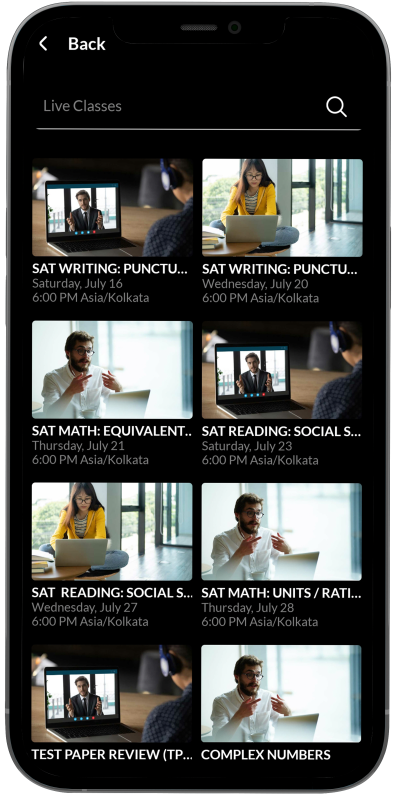 Back
Live Classes
SAT WRITING: PUNCTU...
Saturday, July 16
6:00 PM Asia/Kolkata
SAT WRITING: PUNCTU...
Wednesday, July 20
6:00 PM Asia/Kolkata
SAT MATH: EQUIVALENT...
Thursday, July 21
6:00 PM Asia/Kolkata
SAT READING: SOCIAL S...
Saturday, July 23
6:00 PM Asia/Kolkata
SAT  READING: SOCIAL S...
Wednesday, July 27
6:00 PM Asia/Kolkata
SAT MATH: UNITS / RATI...
Thursday, July 28
6:00 PM Asia/Kolkata
TEST PAPER REVIEW (TP...
COMPLEX NUMBERS